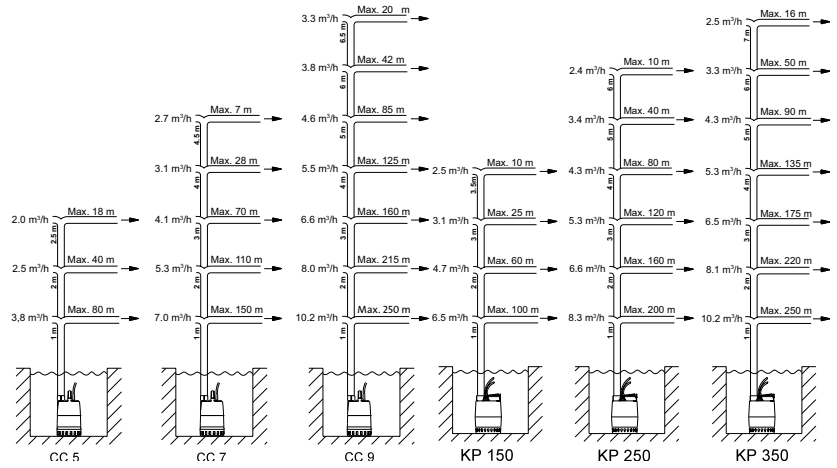 2.0 m³/h Max. 18 m
2.5 m
2.5 m³/h Max. 40 m
2 m
3,8 m³/h Max. 80 m
1 m
CC 5
2.7 m³/h Max. 7 m
4.5 m
3.1 m³/h Max. 28 m
4 m
4.1 m³/h Max. 70 m
3 m
5.3 m³/h Max. 110 m
2 m
7.0 m³/h Max. 150 m
1 m
CC 7
3.3 m³/h Max. 20 m
6.5 m
3.8 m³/h Max. 42 m
6 m
4.6 m³/h Max. 85 m
5 m
5.5 m³/h Max. 125 m
4 m
6.6 m³/h Max. 160 m
3 m
8.0 m³/h Max. 215 m
2 m
10.2 m³/h Max. 250 m
1 m
CC 9
2.5 m³/h Max. 10 m
3.5m
3.1 m³/h Max. 25 m
3 m
4.7 m³/h Max. 60 m
2 m
6.5 m³/h Max. 100 m
1 m
KP 150
2.4 m³/h Max. 10 m
6 m
3.4 m³/h Max. 40 m
5 m
4.3 m³/h Max. 80 m
4 m
5.3 m³/h Max. 120 m
3 m
6.6 m³/h Max. 160 m
2 m
8.3 m³/h Max. 200 m
1 m
KP 250
2.5 m³/h Max. 16 m
7 m
3.3 m³/h Max. 50 m
6 m
4.3 m³/h Max. 90 m
5 m
5.3 m³/h Max. 135 m
4 m
6.5 m³/h Max. 175 m
3 m
8.1 m³/h Max. 220 m
2 m
10.2 m³/h Max. 250 m
1 m
KP 350